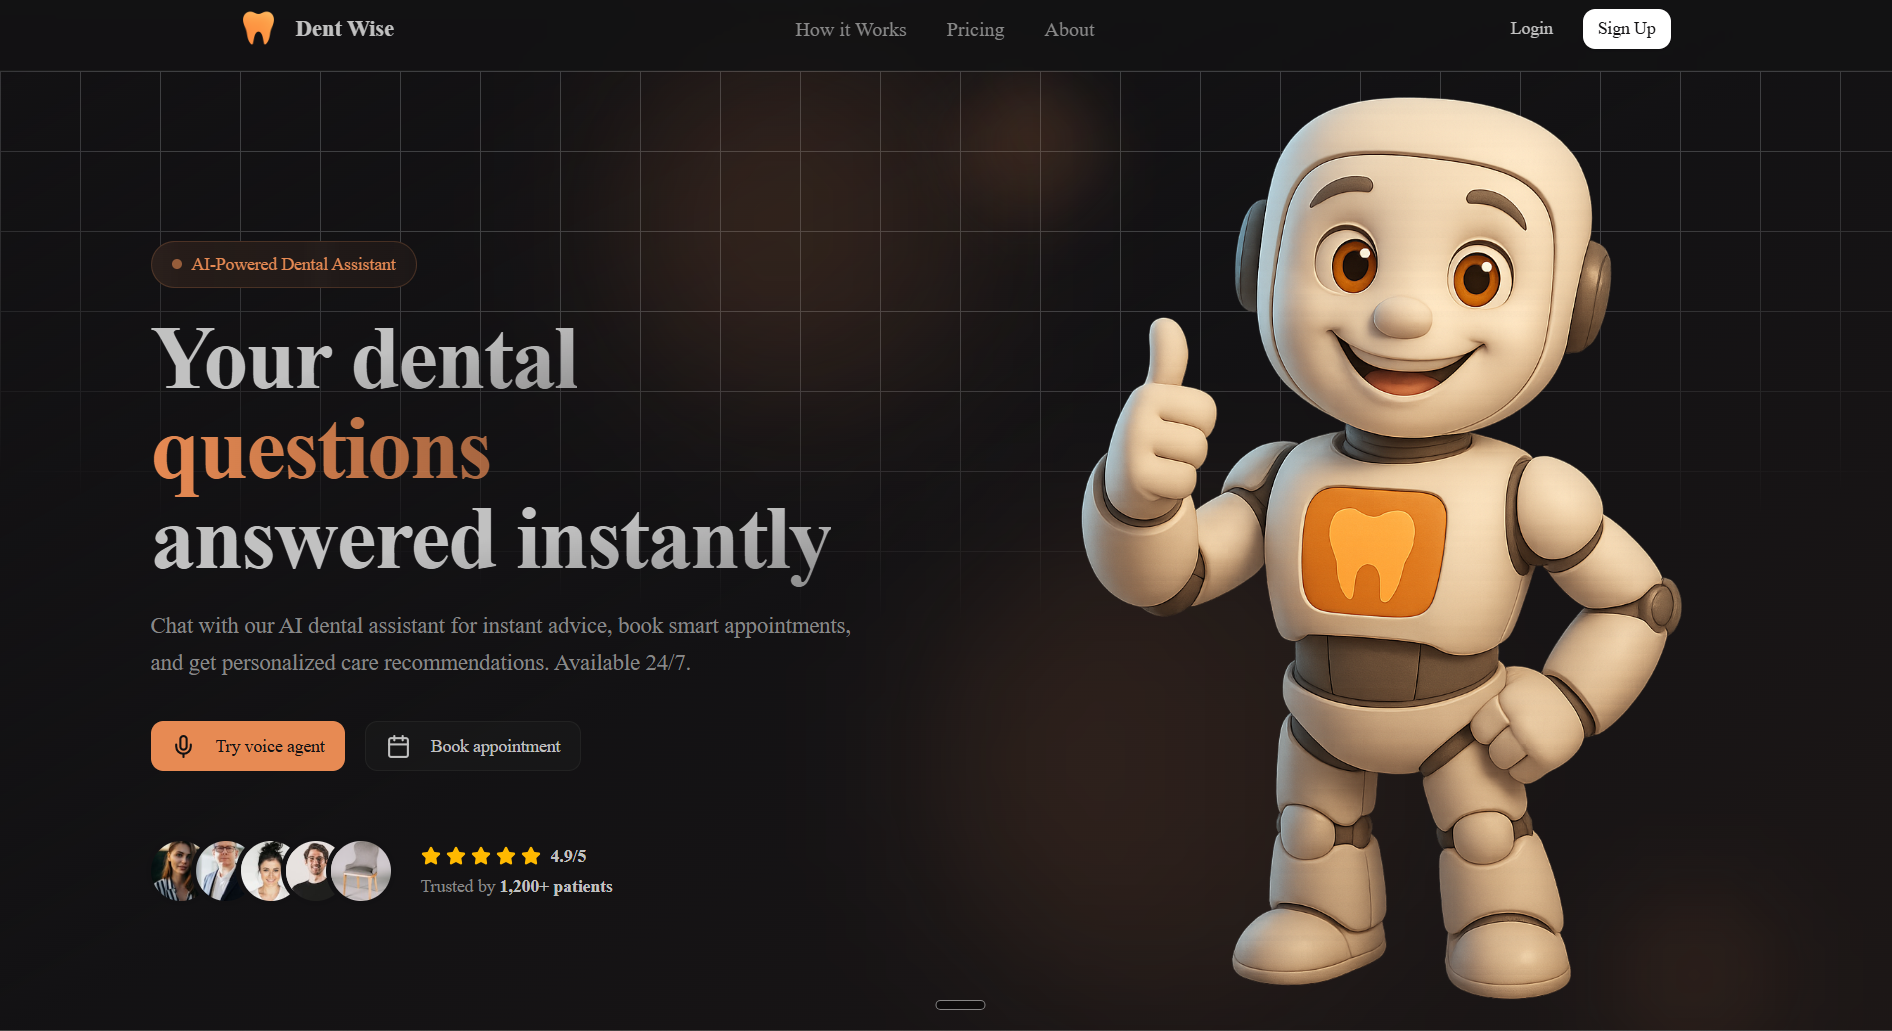 Dent Wise
How it Works
Pricing
About
Login
Sign Up
AI-Powered Dental Assistant
Your dental
questions
answered instantly
Chat with our AI dental assistant for instant advice, book smart appointments,
and get personalized care recommendations. Available 24/7.
Try voice agent
Book appointment
4.9/5
Trusted by 1,200+ patients